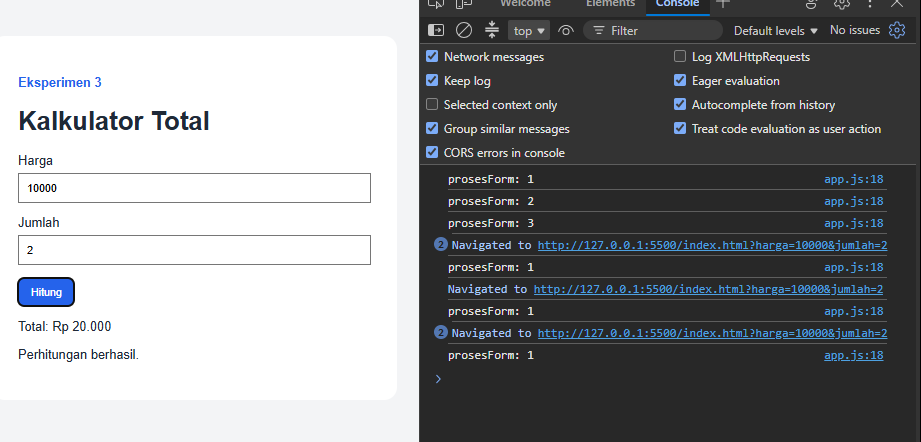 Welcome
Elements
Console
top
Filter
Default levels
No issues
Network messages
Log XMLHttpRequests
Keep log
Eager evaluation
Selected context only
Autocomplete from history
Group similar messages
Treat code evaluation as user action
CORS errors in console
Eksperimen 3
Kalkulator Total
Harga
10000
Jumlah
2
Hitung
Total: Rp 20.000
Perhitungan berhasil.
prosesForm: 1 app.js:18
prosesForm: 2 app.js:18
prosesForm: 3 app.js:18
2 Navigated to http://127.0.0.1:5500/index.html?harga=10000&jumlah=2
prosesForm: 1 app.js:18
Navigated to http://127.0.0.1:5500/index.html?harga=10000&jumlah=2
prosesForm: 1 app.js:18
2 Navigated to http://127.0.0.1:5500/index.html?harga=10000&jumlah=2
prosesForm: 1 app.js:18